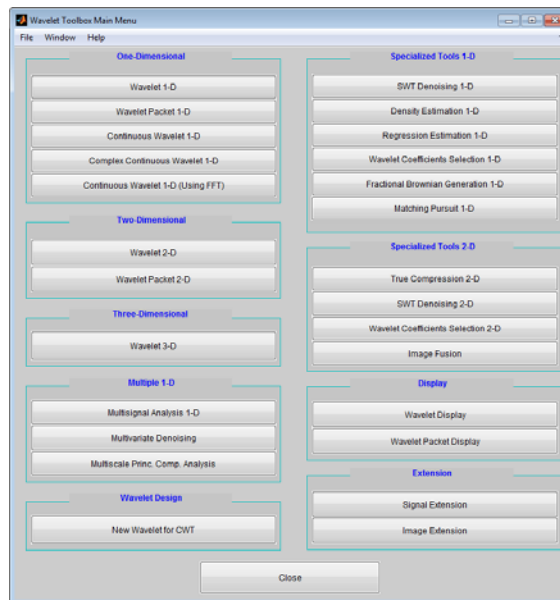 Wavelet Toolbox Main Menu
File Window Help
One-Dimensional
Wavelet 1-D
Wavelet Packet 1-D
Continuous Wavelet 1-D
Complex Continuous Wavelet 1-D
Continuous Wavelet 1-D (Using FFT)
Two-Dimensional
Wavelet 2-D
Wavelet Packet 2-D
Three-Dimensional
Wavelet 3-D
Multiple 1-D
Multisignal Analysis 1-D
Multivariate Denoising
Multiscale Princ. Comp. Analysis
Wavelet Design
New Wavelet for CWT
Specialized Tools 1-D
SWT Denoising 1-D
Density Estimation 1-D
Regression Estimation 1-D
Wavelet Coefficients Selection 1-D
Fractional Brownian Generation 1-D
Matching Pursuit 1-D
Specialized Tools 2-D
True Compression 2-D
SWT Denoising 2-D
Wavelet Coefficients Selection 2-D
Image Fusion
Display
Wavelet Display
Wavelet Packet Display
Extension
Signal Extension
Image Extension
Close